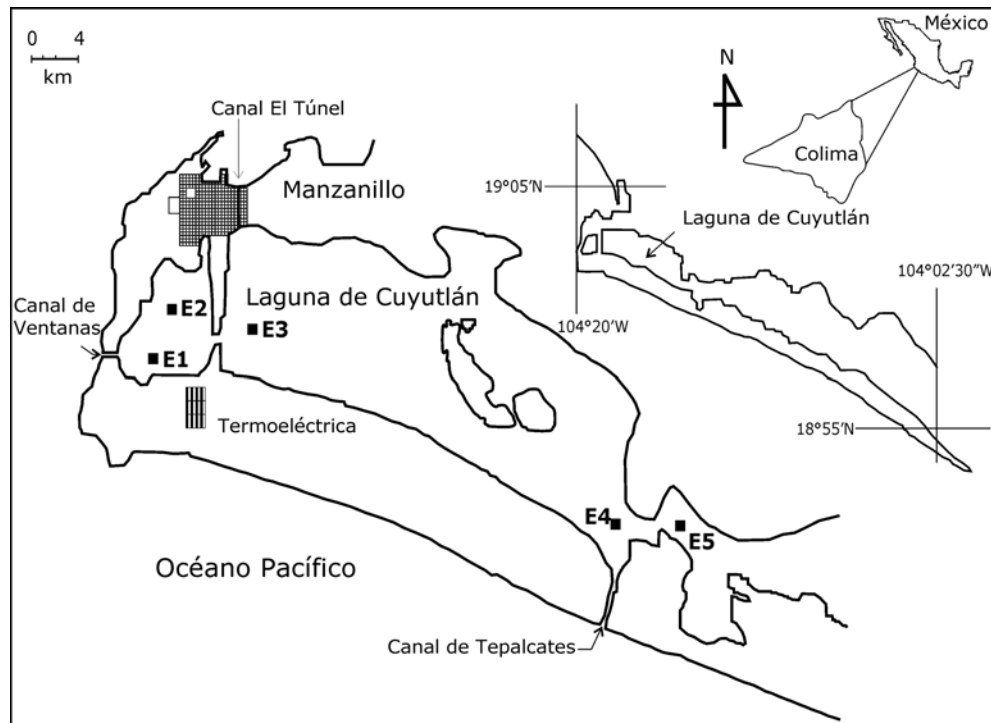 0 4
km
México
N
Canal El Túnel
Colima
Manzanillo
19°05'N
Laguna de Cuyutlán
104°02'30"W
Canal de
Ventanas
E2
Laguna de Cuyutlán
E3
104°20'W
E1
Termoeléctrica
18°55'N
E4
E5
Océano Pacífico
Canal de Tepalcates